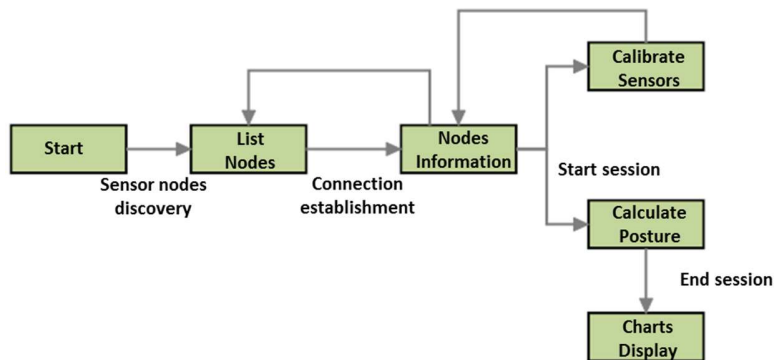 Start
Sensor nodes
discovery
List
Nodes
Connection
establishment
Nodes
Information
Calibrate
Sensors
Start session
Calculate
Posture
End session
Charts
Display